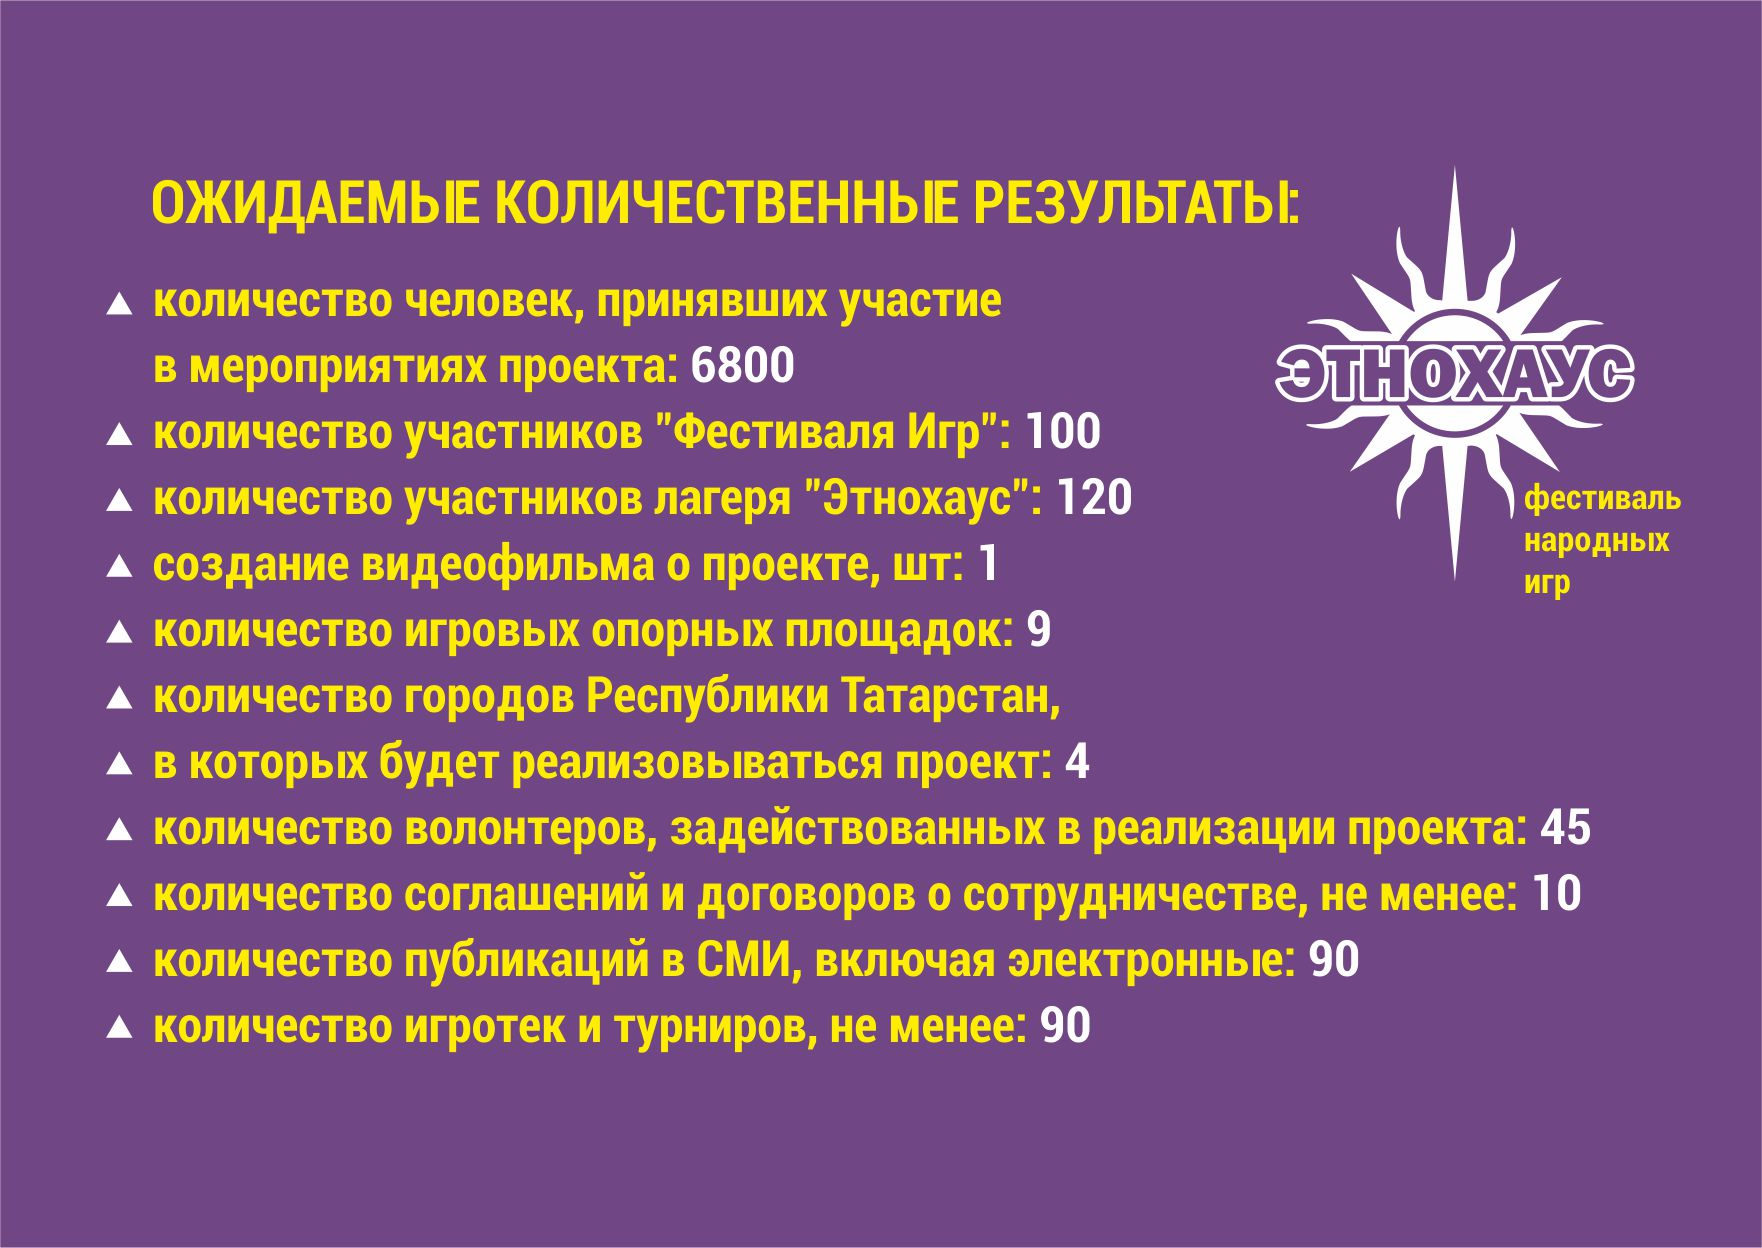 ОЖИДАЕМЫЕ КОЛИЧЕСТВЕННЫЕ РЕЗУЛЬТАТЫ:
количество человек, принявших участие
в мероприятиях проекта: 6800
количество участников "Фестиваля Игр": 100
количество участников лагеря "Этнохаус": 120
создание видеофильма о проекте, шт: 1
количество игровых опорных площадок: 9
количество городов Республики Татарстан,
в которых будет реализовываться проект: 4
количество волонтеров, задействованных в реализации проекта: 45
количество соглашений и договоров о сотрудничестве, не менее: 10
количество публикаций в СМИ, включая электронные: 90
количество игротек и турниров, не менее: 90
ЭТНОХАУС
фестиваль
народных
игр